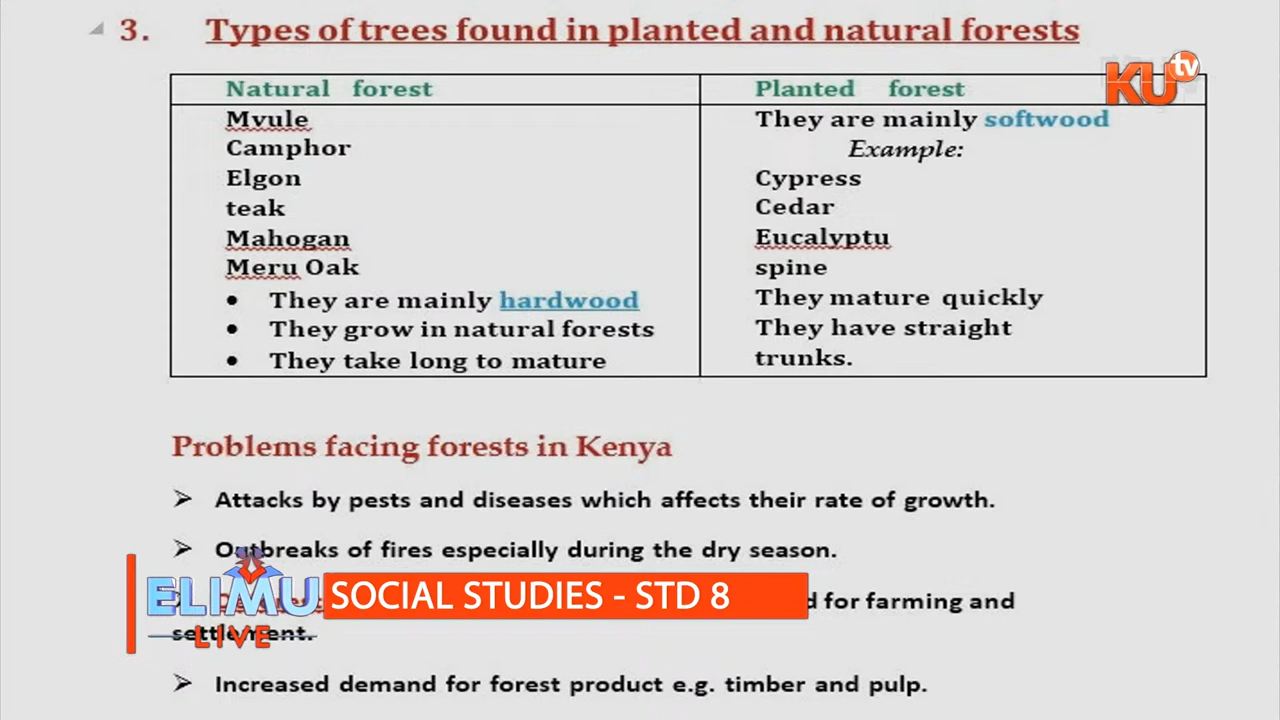 3. Types of trees found in planted and natural forests
KU tv
Natural forest
Mvule
Camphor
Elgon
teak
Mahogan
Meru Oak
• They are mainly hardwood
• They grow in natural forests
• They take long to mature
Planted forest
They are mainly softwood
Example:
Cypress
Cedar
Eucalyptu
spine
They mature quickly
They have straight
trunks.
Problems facing forests in Kenya
➢ Attacks by pests and diseases which affects their rate of growth.
➢ Outbreaks of fires especially during the dry season.
for farming and
settlement.
➢ Increased demand for forest product e.g. timber and pulp.
ELIMU
LIVE
SOCIAL STUDIES - STD 8